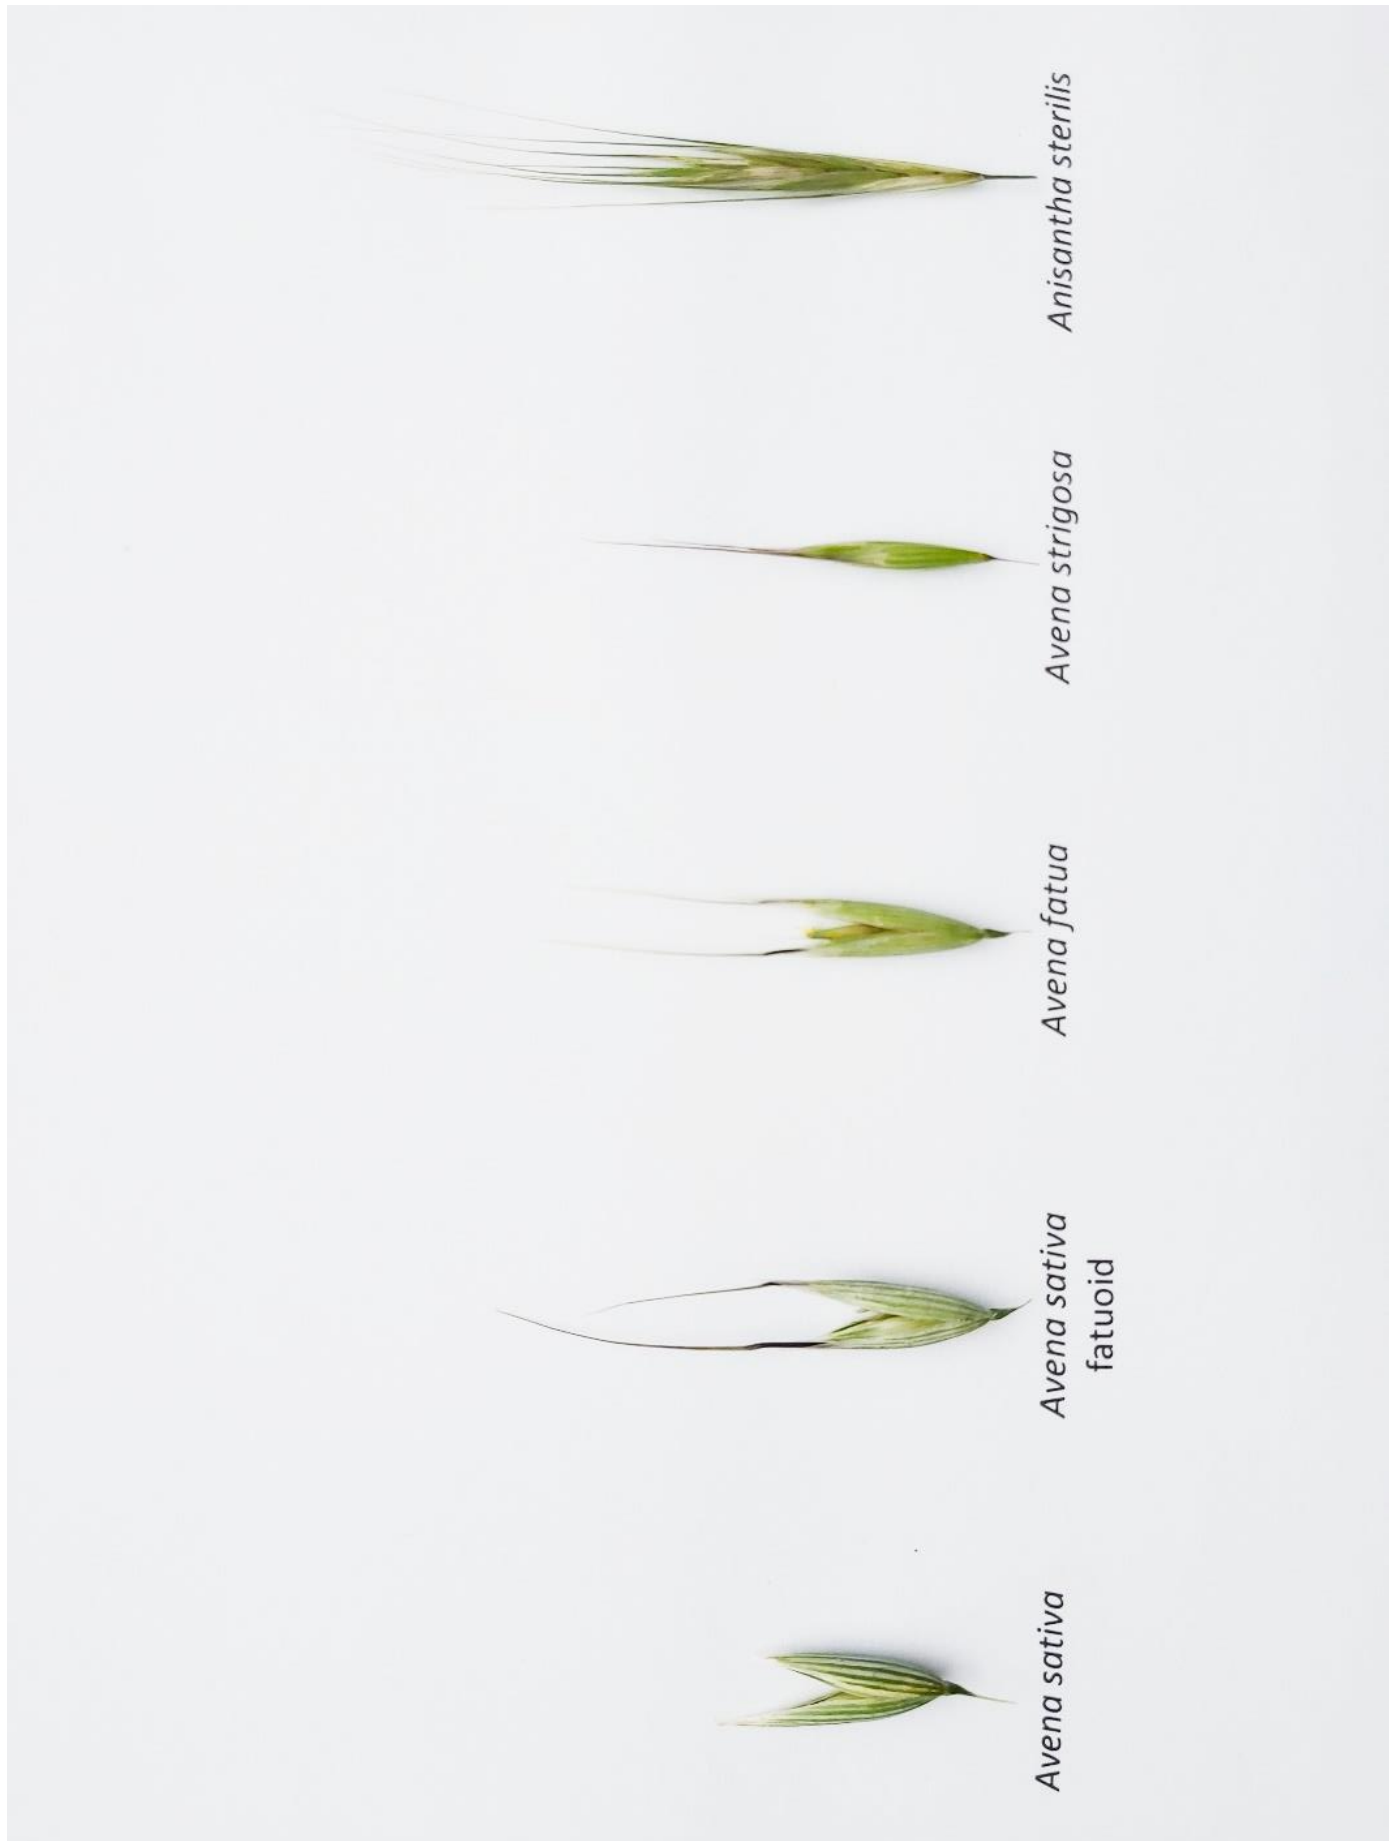 Avena sativa
Avena sativa
fatuoid
Avena fatua
Avena strigosa
Anisantha sterilis